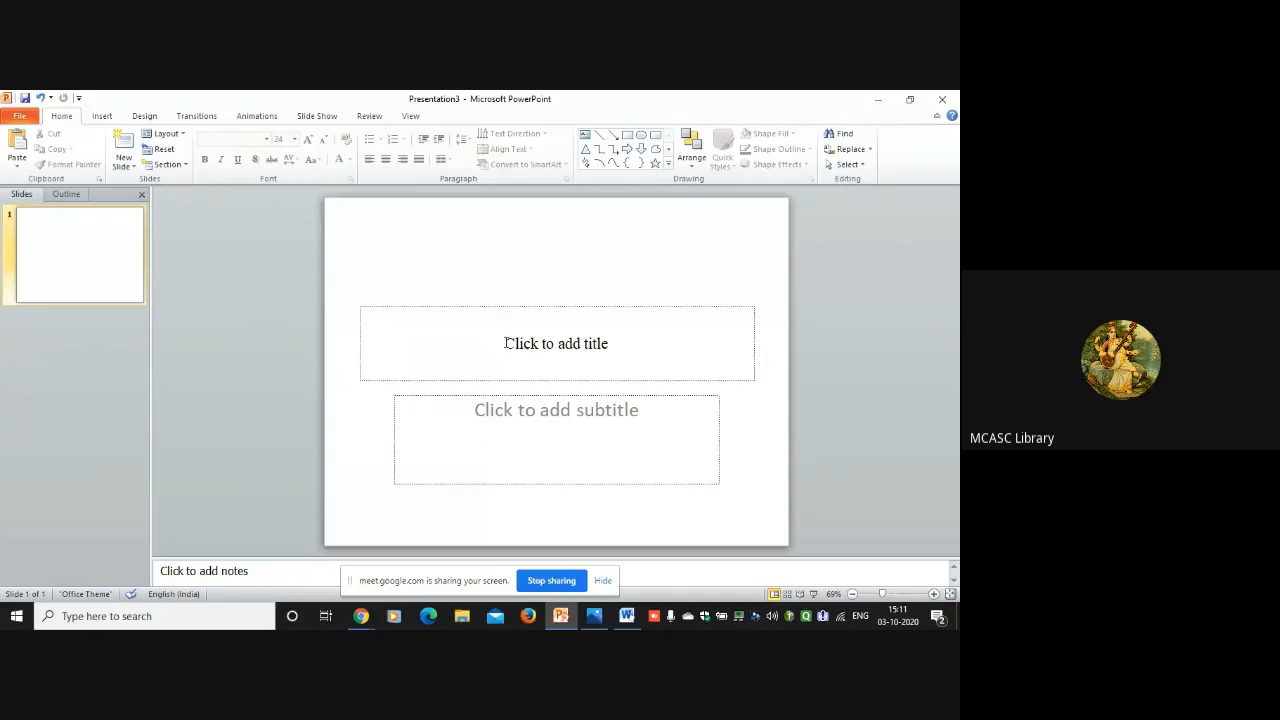 Presentation3 - Microsoft PowerPoint
File Home Insert Design Transitions Animations Slide Show Review View
Paste
Cut
Copy
Format Painter
Clipboard
New Slide
Layout
Reset
Section
Slides
24
B I U S abc AV Aa A
Font
Text Direction
Align Text
Convert to SmartArt
Paragraph
Arrange
Quick Styles
Shape Fill
Shape Outline
Shape Effects
Drawing
Find
Replace
Select
Editing
Slides Outline
1
Click to add title
Click to add subtitle
MCASC Library
Click to add notes
meet.google.com is sharing your screen. Stop sharing Hide
Slide 1 of 1 "Office Theme" English (India) 69%
Type here to search
ENG
15:11
03-10-2020
2